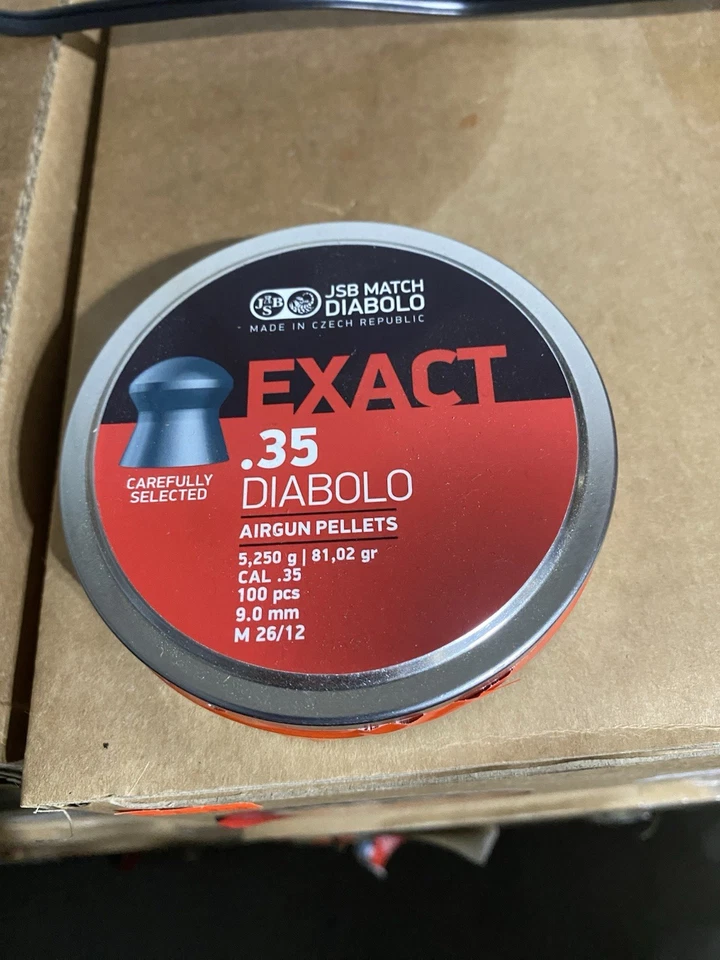 JSB
JSB MATCH
DIABOLO
MADE IN CZECH REPUBLIC
EXACT
.35
DIABOLO
CAREFULLY
SELECTED
AIRGUN PELLETS
5,250 g | 81,02 gr
CAL .35
100 pcs
9.0 mm
M 26/12